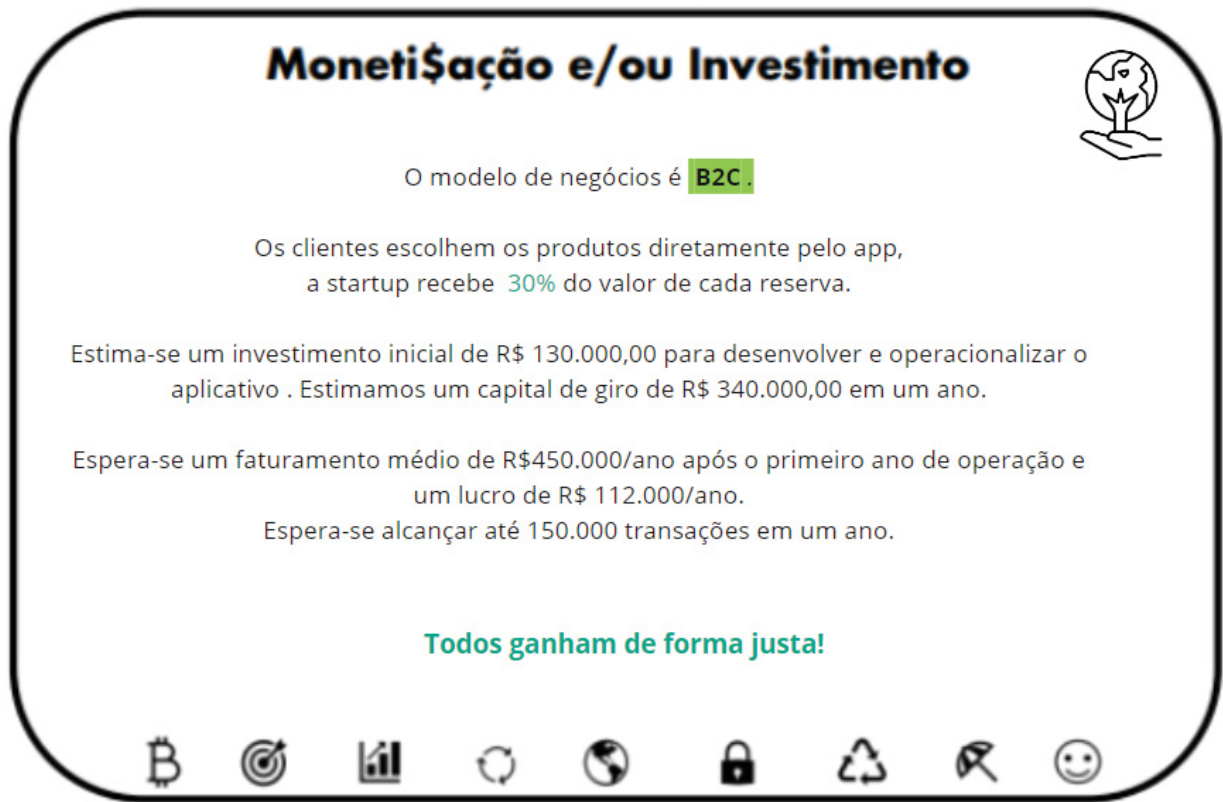 Moneti$ação e/ou Investimento
O modelo de negócios é B2C .
Os clientes escolhem os produtos diretamente pelo app,
a startup recebe 30% do valor de cada reserva.
Estima-se um investimento inicial de R$ 130.000,00 para desenvolver e operacionalizar o
aplicativo . Estimamos um capital de giro de R$ 340.000,00 em um ano.
Espera-se um faturamento médio de R$450.000/ano após o primeiro ano de operação e
um lucro de R$ 112.000/ano.
Espera-se alcançar até 150.000 transações em um ano.
Todos ganham de forma justa!